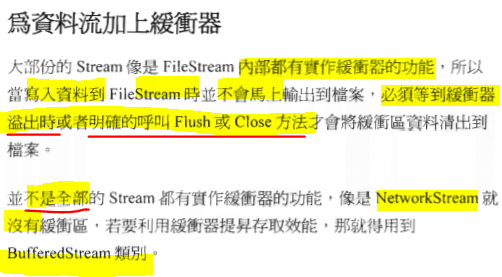 為資料流加上緩衝器
大部份的 Stream 像是 FileStream 內部都有實作緩衝器的功能，所以
當寫入資料到 FileStream 時並不會馬上輸出到檔案，必須等到緩衝器
溢出時或者明確的呼叫 Flush 或 Close 方法才會將緩衝區資料清出到
檔案。
並不是全部的 Stream 都有實作緩衝器的功能，像是 NetworkStream 就
沒有緩衝區，若要利用緩衝器提昇存取效能，那就得用到
BufferedStream 類別。